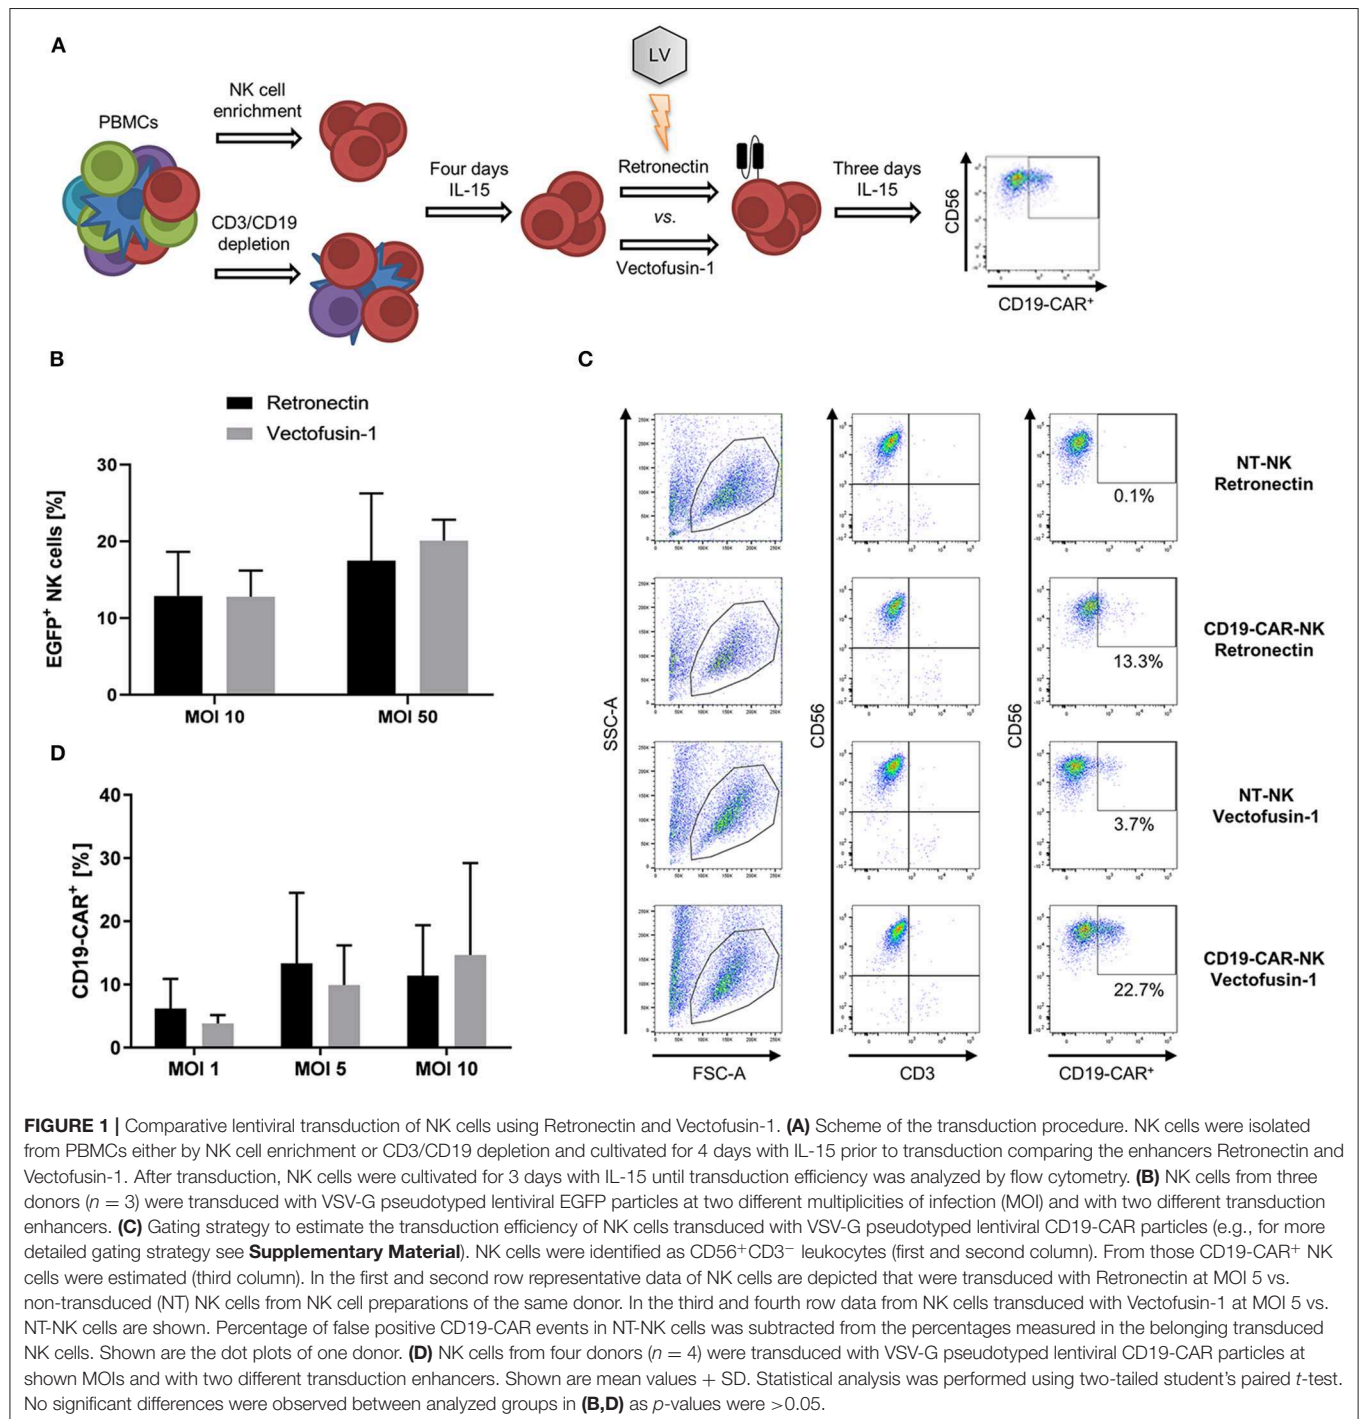 A
LV
NK cell
enrichment
PBMCs
Four days
IL-15
Retronectin
vs.
Vectofusin-1
Three days
IL-15
CD3/CD19
depletion
CD56
CD19-CAR⁺
B
Retronectin
Vectofusin-1
EGFP⁺ NK cells [%]
30
20
10
0
MOI 10
MOI 50
C
SSC-A
CD56
CD56
FSC-A
CD3
CD19-CAR⁺
250K
200K
150K
100K
50K
0
0 50K 100K 150K 200K 250K
NT-NK
Retronectin
0.1%
CD19-CAR-NK
Retronectin
13.3%
NT-NK
Vectofusin-1
3.7%
CD19-CAR-NK
Vectofusin-1
22.7%
D
CD19-CAR⁺ [%]
40
30
20
10
0
MOI 1
MOI 5
MOI 10
FIGURE 1 | Comparative lentiviral transduction of NK cells using Retronectin and Vectofusin-1. (A) Scheme of the transduction procedure. NK cells were isolated
from PBMCs either by NK cell enrichment or CD3/CD19 depletion and cultivated for 4 days with IL-15 prior to transduction comparing the enhancers Retronectin and
Vectofusin-1. After transduction, NK cells were cultivated for 3 days with IL-15 until transduction efficiency was analyzed by flow cytometry. (B) NK cells from three
donors (n = 3) were transduced with VSV-G pseudotyped lentiviral EGFP particles at two different multiplicities of infection (MOI) and with two different transduction
enhancers. (C) Gating strategy to estimate the transduction efficiency of NK cells transduced with VSV-G pseudotyped lentiviral CD19-CAR particles (e.g., for more
detailed gating strategy see Supplementary Material). NK cells were identified as CD56⁺CD3⁻ leukocytes (first and second column). From those CD19-CAR⁺ NK
cells were estimated (third column). In the first and second row representative data of NK cells are depicted that were transduced with Retronectin at MOI 5 vs.
non-transduced (NT) NK cells from NK cell preparations of the same donor. In the third and fourth row data from NK cells transduced with Vectofusin-1 at MOI 5 vs.
NT-NK cells are shown. Percentage of false positive CD19-CAR events in NT-NK cells was subtracted from the percentages measured in the belonging transduced
NK cells. Shown are the dot plots of one donor. (D) NK cells from four donors (n = 4) were transduced with VSV-G pseudotyped lentiviral CD19-CAR particles at
shown MOIs and with two different transduction enhancers. Shown are mean values + SD. Statistical analysis was performed using two-tailed student's paired t-test.
No significant differences were observed between analyzed groups in (B,D) as p-values were >0.05.